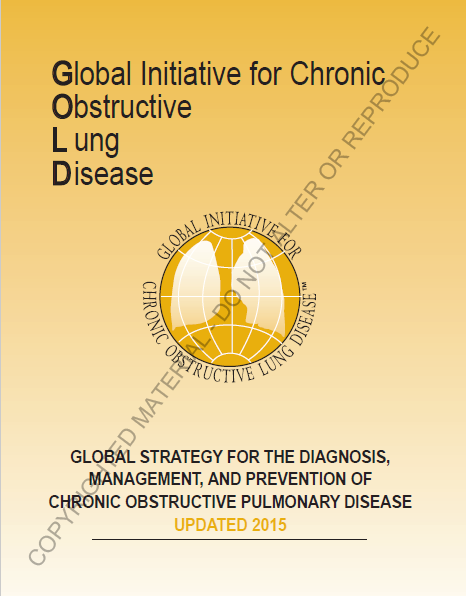 Global Initiative for Chronic
Obstructive
Lung
Disease
GLOBAL INITIATIVE FOR
CHRONIC OBSTRUCTIVE LUNG DISEASE™
GLOBAL STRATEGY FOR THE DIAGNOSIS,
MANAGEMENT, AND PREVENTION OF
CHRONIC OBSTRUCTIVE PULMONARY DISEASE
UPDATED 2015
COPYRIGHTED MATERIAL - DO NOT ALTER OR REPRODUCE